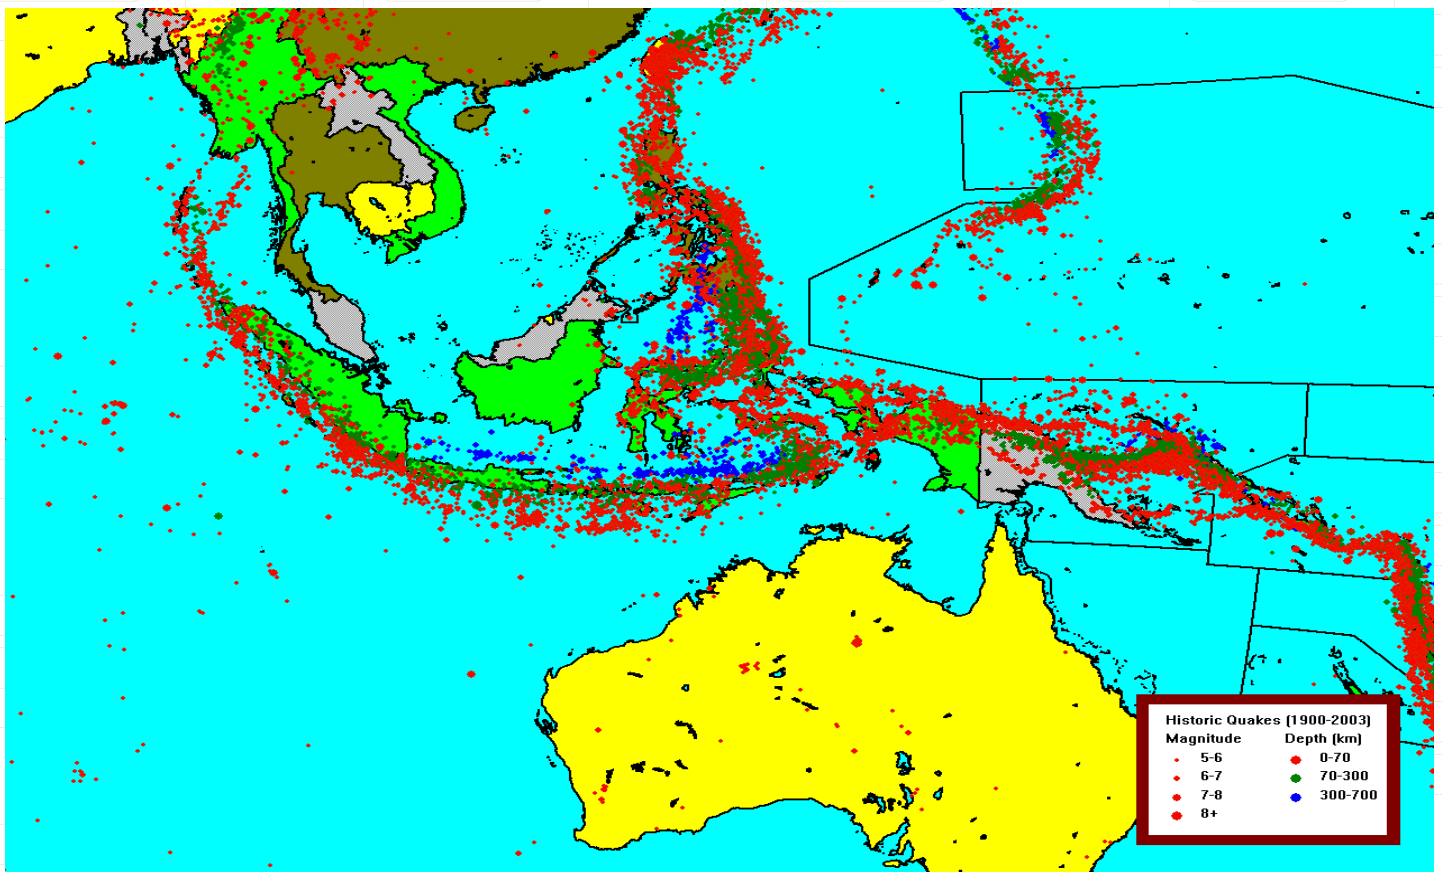 Historic Quakes (1900-2003)
Magnitude Depth (km)
5-6 0-70
6-7 70-300
7-8 300-700
8+